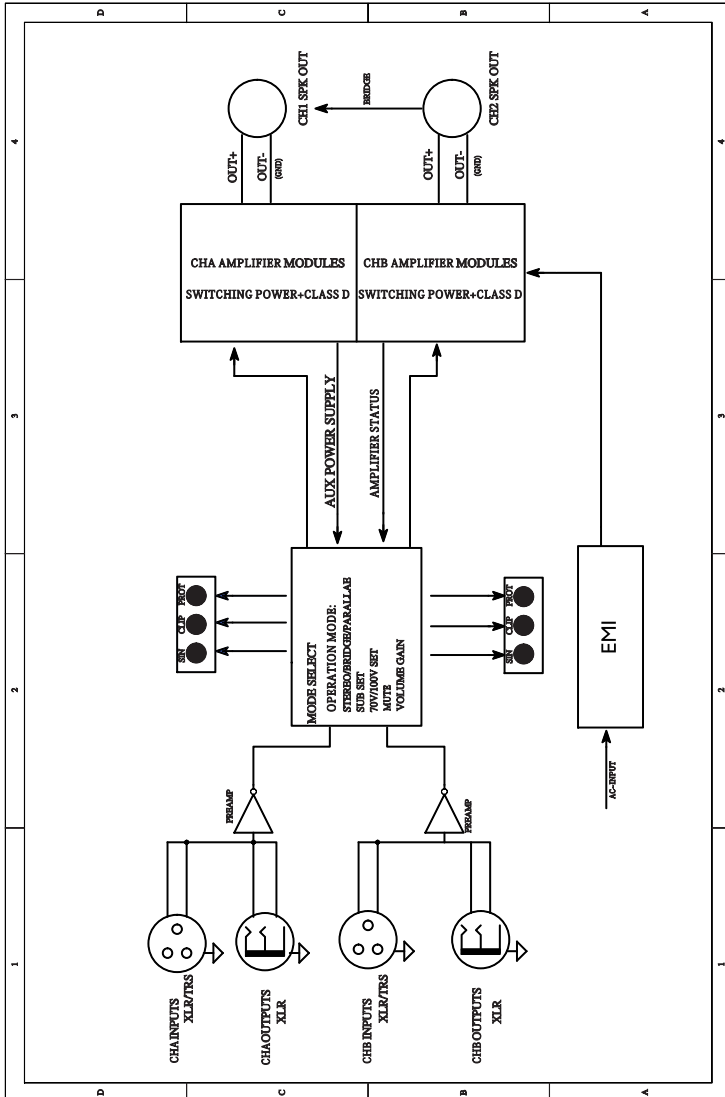 D
C
B
A
4
4
CH1 SPK OUT
BRIDGE
CH2 SPK OUT
OUT+
OUT-
(GND)
OUT+
OUT-
(GND)
CHA AMPLIFIER MODULES
SWITCHING POWER+CLASS D
CHB AMPLIFIER MODULES
SWITCHING POWER+CLASS D
3
3
AUX POWER SUPPLY
AMPLIFIER STATUS
SIN
CLIP
PROT
MODE SELECT
OPERATION MODE:
STEREO/BRIDGE/PARALLAE
SUB SET
70V/100V SET
MUTE
VOLUME GAIN
SIN
CLIP
PROT
EMI
2
2
AC-INPUT
PREAMP
PREAMP
1
1
CHA INPUTS
XLR/TRS
CHA OUTPUTS
XLR
CHB INPUTS
XLR/TRS
CHB OUTPUTS
XLR
D
C
B
A